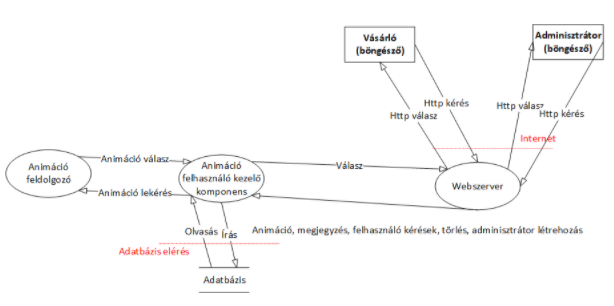 Vásárló
(böngésző)
Adminisztrátor
(böngésző)
Http kérés
Http válasz
Http válasz
Http kérés
Internet
Animáció
feldolgozó
Animáció válasz
Animáció lekérés
Animáció
felhasználó kezelő
komponens
Válasz
Webszerver
Olvasás
Írás
Animáció, megjegyzés, felhasználó kérések, törlés, adminisztrátor létrehozás
Adatbázis elérés
Adatbázis